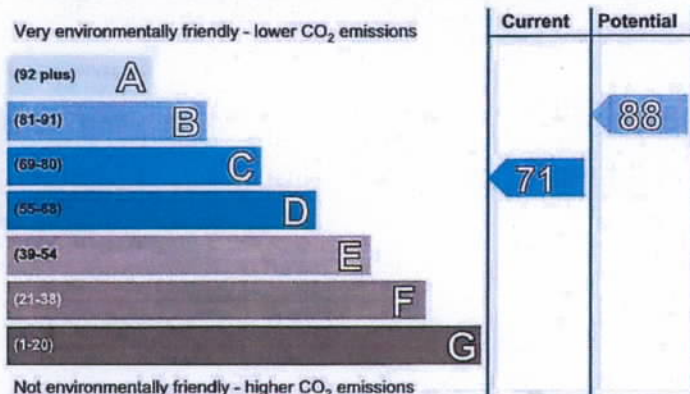 Current Potential
Very environmentally friendly - lower CO₂ emissions
(92 plus) A
(81-91) B
88
(69-80) C
71
(55-68) D
(39-54 E
(21-38) F
(1-20) G
Not environmentally friendly - higher CO₂ emissions